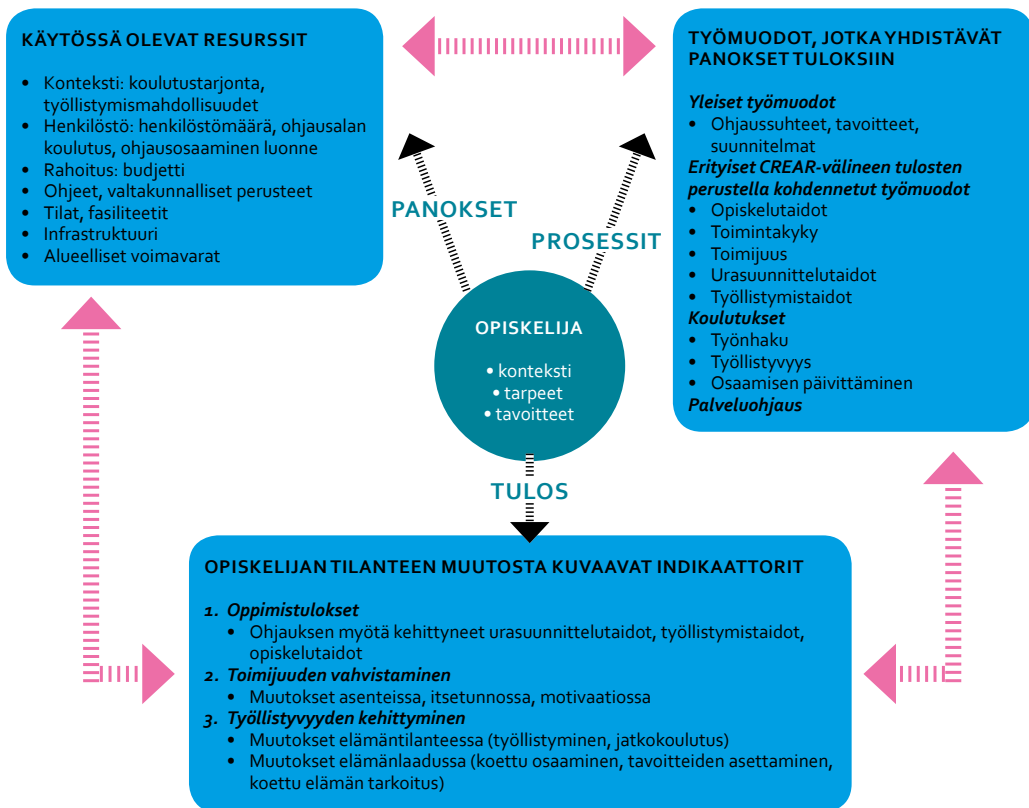 KÄYTÖSSÄ OLEVAT RESURSSIT
• Konteksti: koulutustarjonta,
työllistymismahdollisuudet
• Henkilöstö: henkilöstömäärä, ohjausalan
koulutus, ohjausosaaminen luonne
• Rahoitus: budjetti
• Ohjeet, valtakunnalliset perusteet
• Tilat, fasiliteetit
• Infrastruktuuri
• Alueelliset voimavarat
TYÖMUODOT, JOTKA YHDISTÄVÄT
PANOKSET TULOKSIIN
Yleiset työmuodot
• Ohjaussuhteet, tavoitteet,
suunnitelmat
Erityiset CREAR-välineen tulosten
perustella kohdennetut työmuodot
• Opiskelutaidot
• Toimintakyky
• Toimijuus
• Urasuunnittelutaidot
• Työllistymistaidot
Koulutukset
• Työnhaku
• Työllistyvyys
• Osaamisen päivittäminen
Palveluohjaus
PANOKSET
PROSESSIT
OPISKELIJA
• konteksti
• tarpeet
• tavoitteet
TULOS
OPISKELIJAN TILANTEEN MUUTOSTA KUVAAVAT INDIKAATTORIT
1. Oppimistulokset
• Ohjauksen myötä kehittyneet urasuunnittelutaidot, työllistymistaidot,
opiskelutaidot
2. Toimijuuden vahvistaminen
• Muutokset asenteissa, itsetunnossa, motivaatiossa
3. Työllistyvyyden kehittyminen
• Muutokset elämäntilanteessa (työllistyminen, jatkokoulutus)
• Muutokset elämänlaadussa (koettu osaaminen, tavoitteiden asettaminen,
koettu elämän tarkoitus)